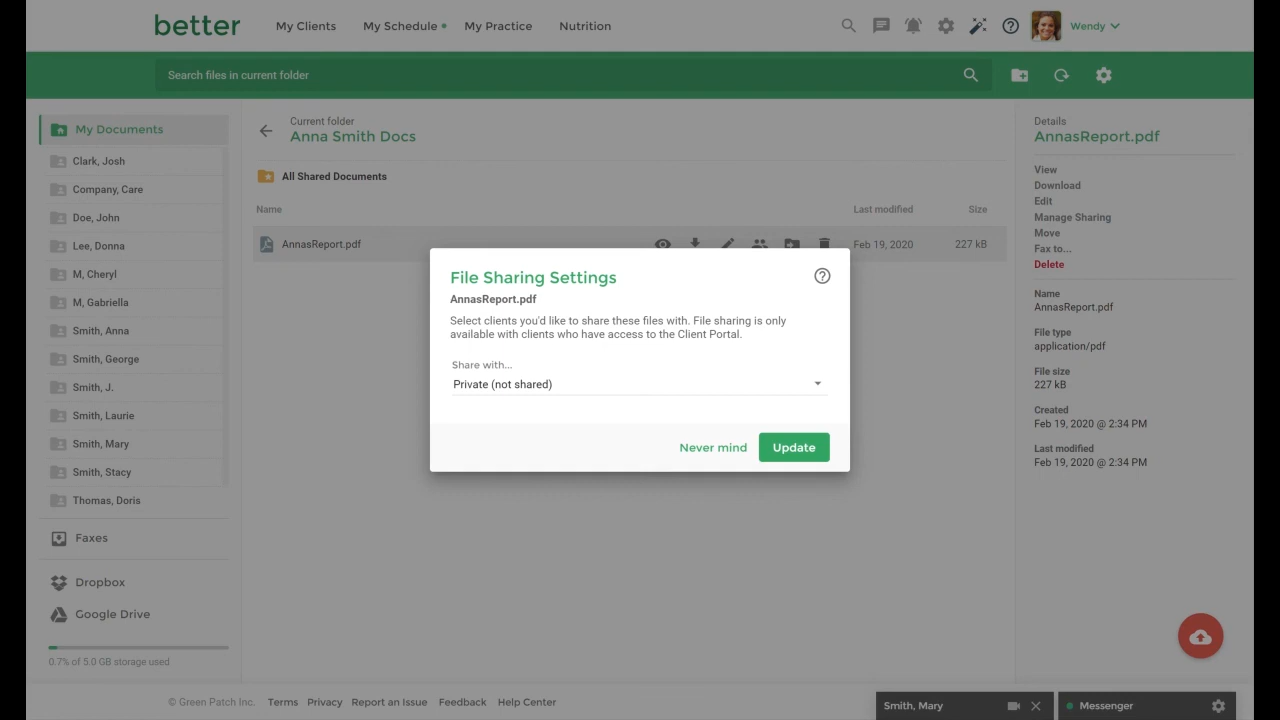 better
My Clients
My Schedule
My Practice
Nutrition
Wendy
Search files in current folder
My Documents
Clark, Josh
Company, Care
Doe, John
Lee, Donna
M, Cheryl
M, Gabriella
Smith, Anna
Smith, George
Smith, J.
Smith, Laurie
Smith, Mary
Smith, Stacy
Thomas, Doris
Faxes
Dropbox
Google Drive
0.7% of 5.0 GB storage used
Current folder
Anna Smith Docs
All Shared Documents
Name
Last modified
Size
AnnasReport.pdf
Feb 19, 2020
227 kB
File Sharing Settings
AnnasReport.pdf
Select clients you'd like to share these files with. File sharing is only
available with clients who have access to the Client Portal.
Share with...
Private (not shared)
Never mind
Update
Details
AnnasReport.pdf
View
Download
Edit
Manage Sharing
Move
Fax to...
Delete
Name
AnnasReport.pdf
File type
application/pdf
File size
227 kB
Created
Feb 19, 2020 @ 2:34 PM
Last modified
Feb 19, 2020 @ 2:34 PM
© Green Patch Inc.
Terms
Privacy
Report an Issue
Feedback
Help Center
Smith, Mary
Messenger